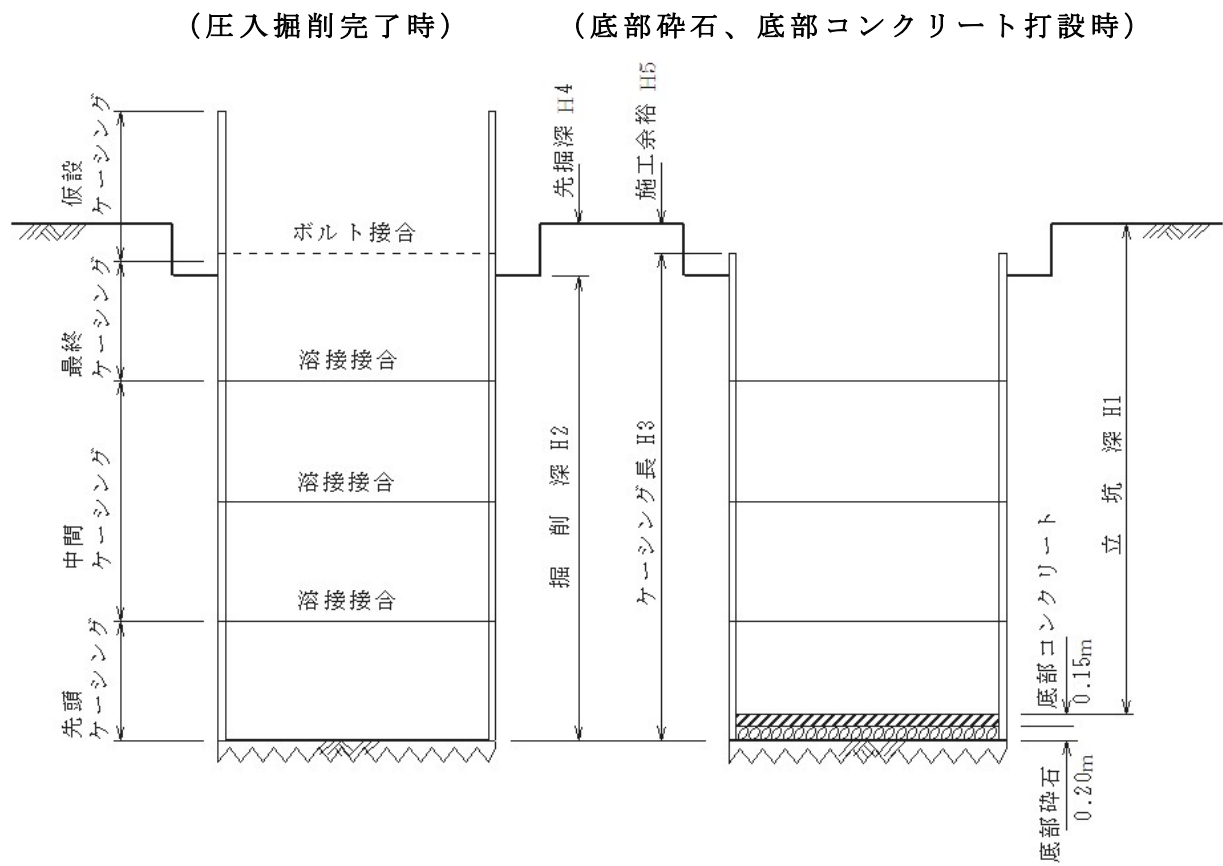 (圧入掘削完了時)
(底部砕石、底部コンクリート打設時)
仮設
ケーシング
最終
ケーシング
中間
ケーシング
先頭
ケーシング
ボルト接合
溶接接合
溶接接合
溶接接合
先掘深 H4
施工余裕 H5
掘削深 H2
ケーシング長 H3
立坑深 H1
底部コンクリート
0.15m
底部砕石
0.20m